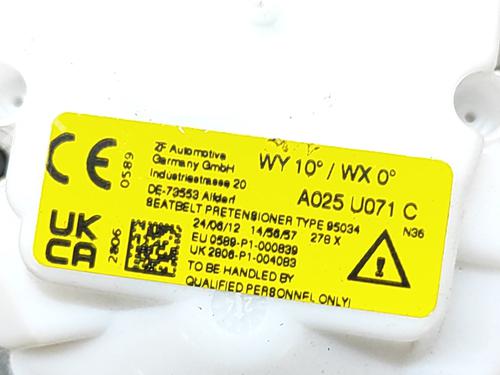 CE
0589
ZF Automotive
Germany GmbH
Industriestrasse 20
DE-73553 Alfdorf
WY 10° / WX 0°
A025 U071 C
N36
SEATBELT PRETENSIONER TYPE 95034
24/06/12 14/56/57 278 X
EU 0589-P1-000839
UK 2806-P1-004083
TO BE HANDLED BY
QUALIFIED PERSONNEL ONLY!
UK
CA
2806